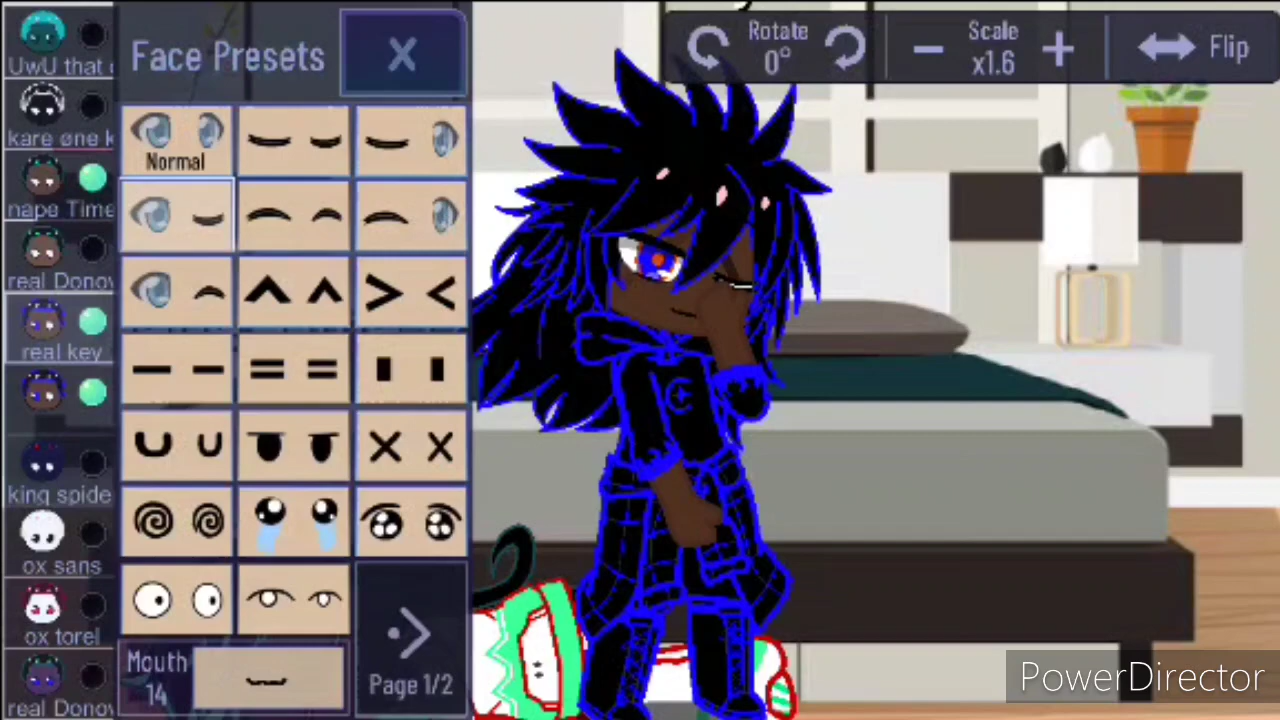 UwU that
kare øne k
nape Time
real Donov
real key
king spide
ox sans
ox torel
real Donov
Face Presets
X
Normal
Mouth
14
Page 1/2
Rotate
0°
Scale
x1.6
Flip
PowerDirector